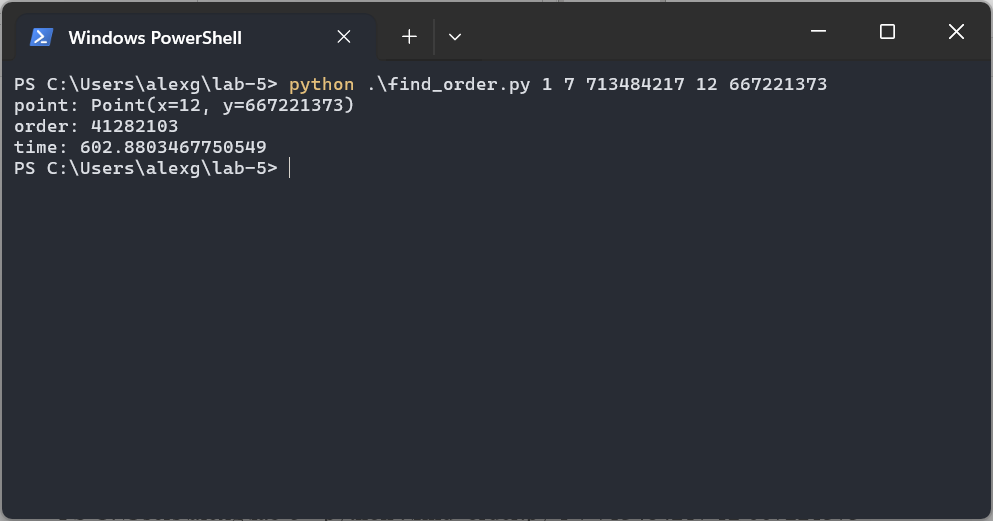 Windows PowerShell
PS C:\Users\alexg\lab-5> python .\find_order.py 1 7 713484217 12 667221373
point: Point(x=12, y=667221373)
order: 41282103
time: 602.8803467750549
PS C:\Users\alexg\lab-5>